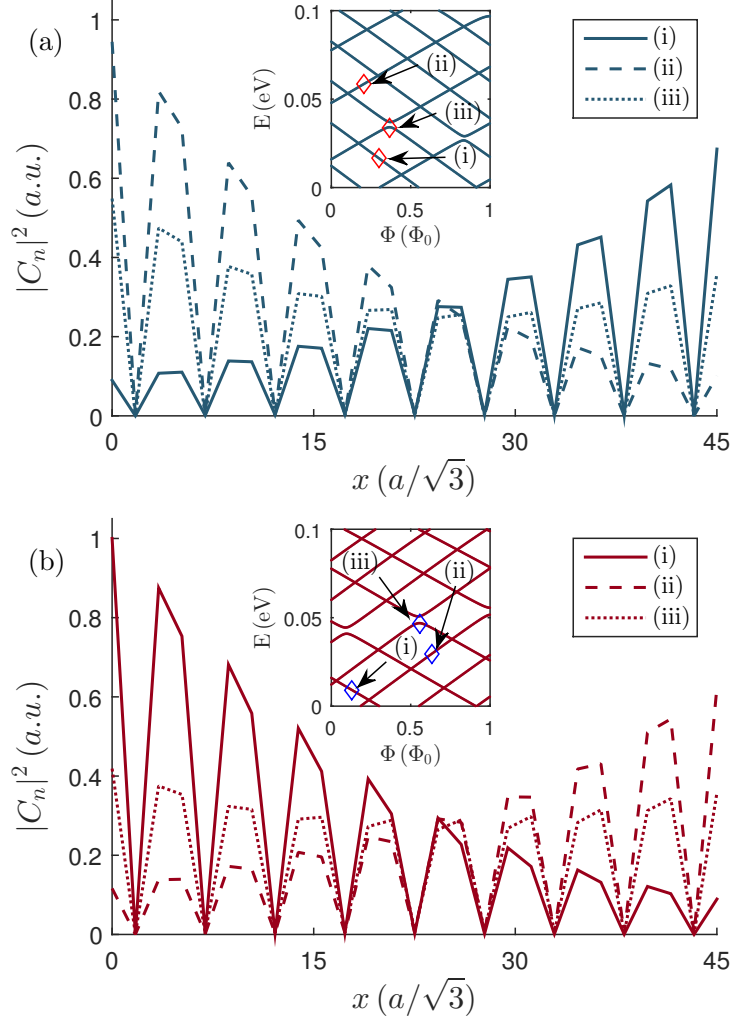 (a)
1
0.8
0.6
0.4
0.2
0
|C_n|^2 (a.u.)
0 15 30 45
x (a/√3)
(i)
(ii)
(iii)
0.1
0.05
0
E (eV)
0 0.5 1
Φ (Φ_0)
(ii)
(iii)
(i)
(b)
1
0.8
0.6
0.4
0.2
0
|C_n|^2 (a.u.)
0 15 30 45
x (a/√3)
(i)
(ii)
(iii)
0.1
0.05
0
E (eV)
0 0.5 1
Φ (Φ_0)
(iii)
(ii)
(i)